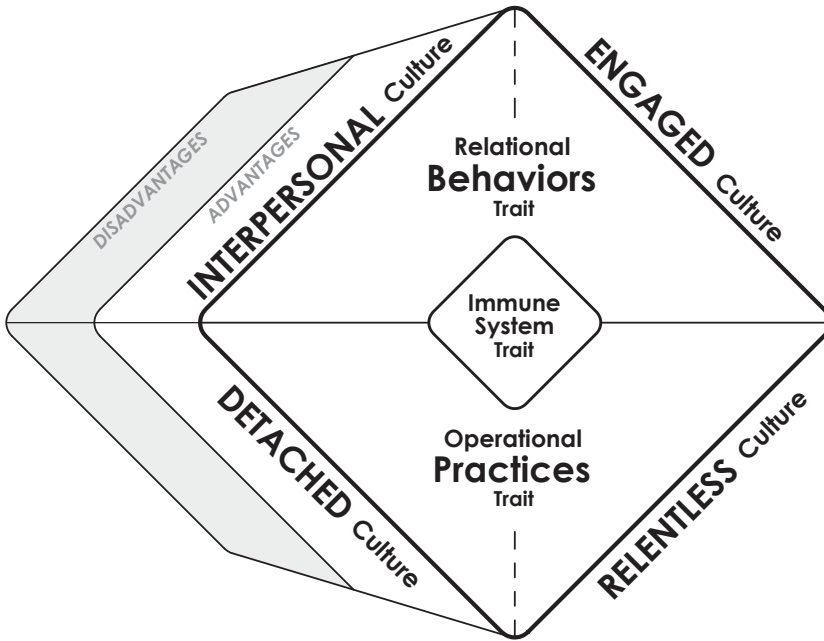 DISADVANTAGES
ADVANTAGES
INTERPERSONAL Culture
ENGAGED Culture
Relational
Behaviors
Trait
Immune
System
Trait
DETACHED Culture
Operational
Practices
Trait
RELENTLESS Culture